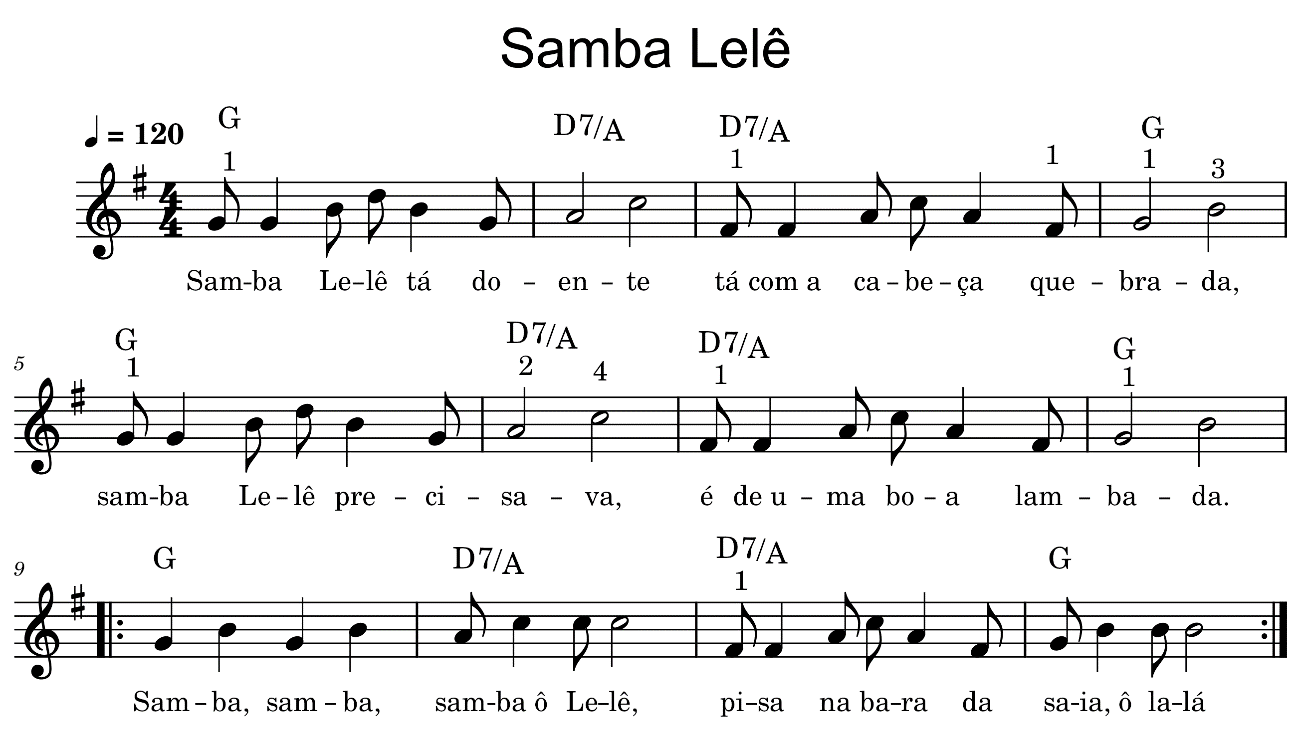 Samba Lelê
♩ = 120
G D7/A D7/A G
1 1 1 1 3
4
4
Sam-ba Le-lê tá do - en - te tá com a ca-be-ça que - bra - da,
G D7/A D7/A G
5 1 2 4 1 1
sam-ba Le-lê pre - ci - sa - va, é de u - ma bo - a lam - ba - da.
G D7/A D7/A G
9 1
Sam-ba, sam-ba, sam-ba ô Le-lê, pi-sa na ba-ra da sa-ia, ô la-lá